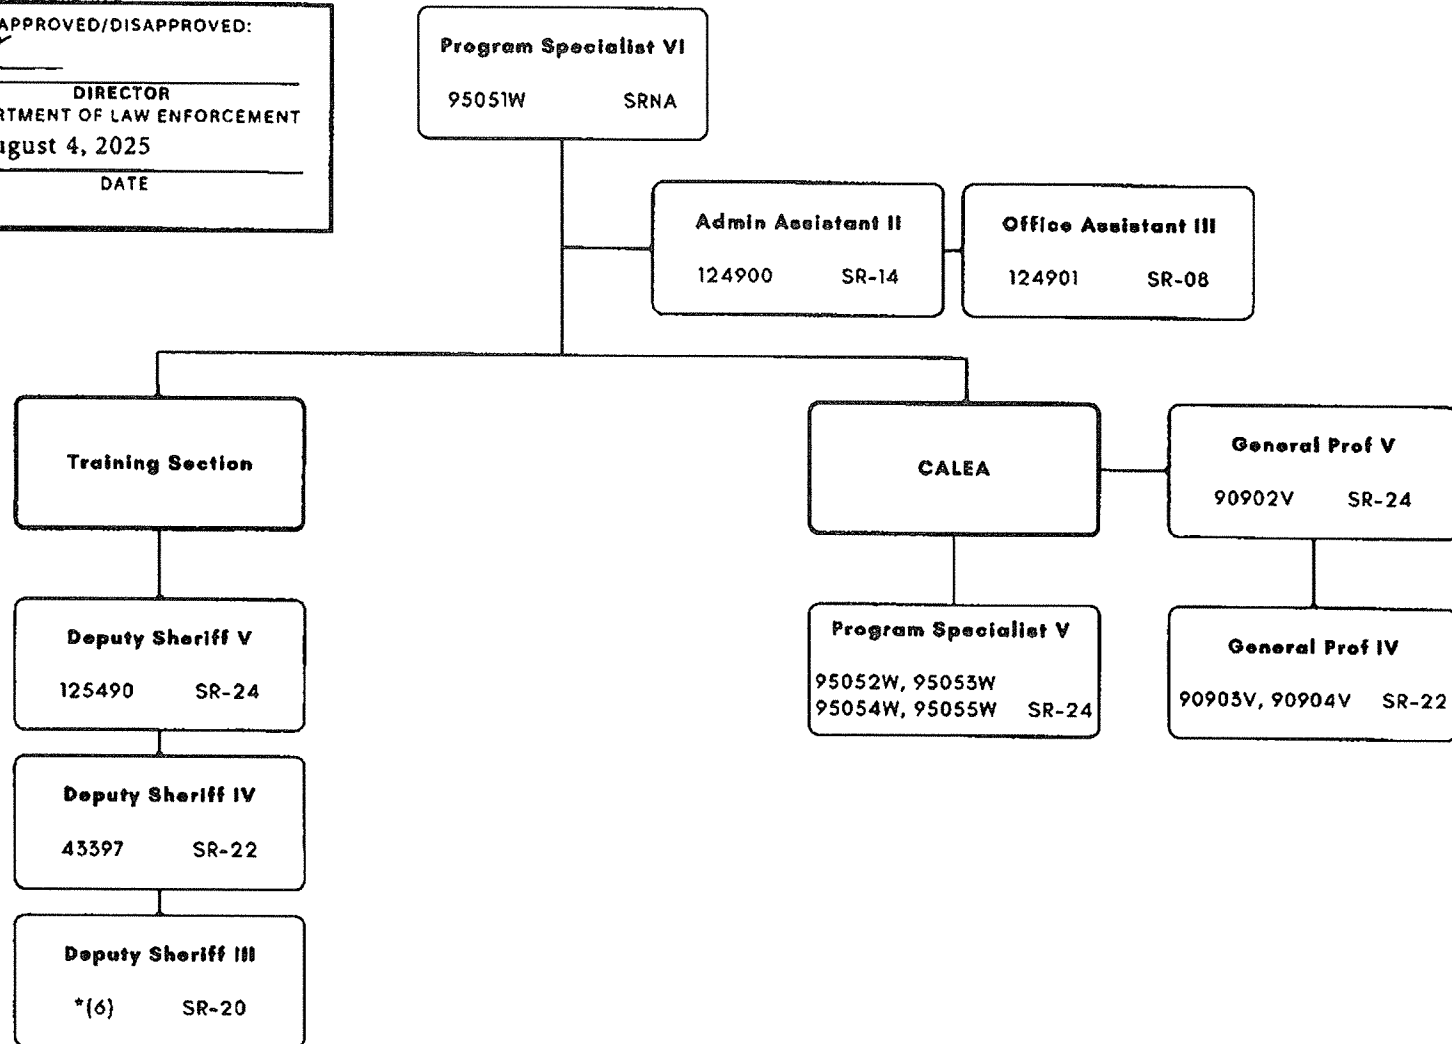 APPROVED/DISAPPROVED:
DIRECTOR
RTMENT OF LAW ENFORCEMENT
ugust 4, 2025
DATE
Program Specialist VI
95051W SRNA
Admin Assistant II
124900 SR-14
Office Assistant III
124901 SR-08
Training Section
CALEA
General Prof V
90902V SR-24
Deputy Sheriff V
125490 SR-24
Program Specialist V
95052W, 95053W
95054W, 95055W SR-24
General Prof IV
90903V, 90904V SR-22
Deputy Sheriff IV
43397 SR-22
Deputy Sheriff III
*(6) SR-20